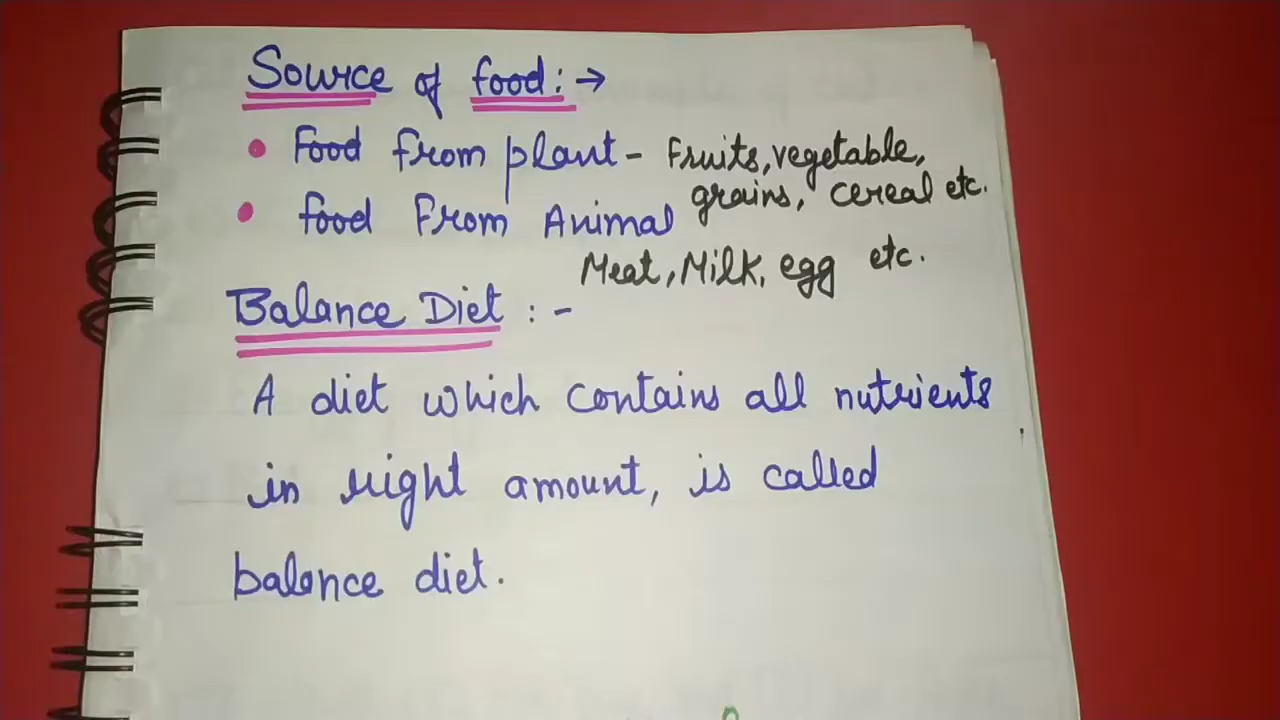 Source of food:→
• Food from plant - Fruits, vegetable,
grains, cereal etc.
• food From Animal
Meat, Milk, egg etc.
Balance Diet :-
A diet which contains all nutrients
in right amount, is called
balance diet.